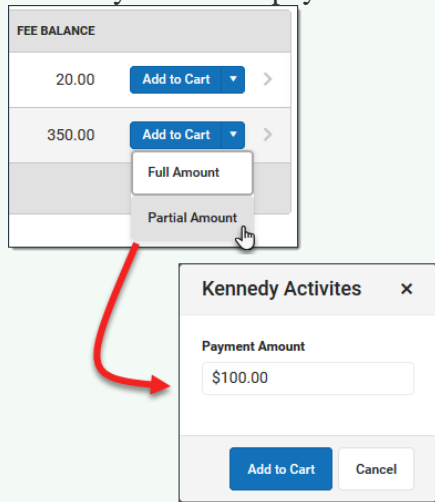 FEE BALANCE
20.00 Add to Cart
350.00 Add to Cart
Full Amount
Partial Amount
Kennedy Activites ×
Payment Amount
$100.00
Add to Cart Cancel